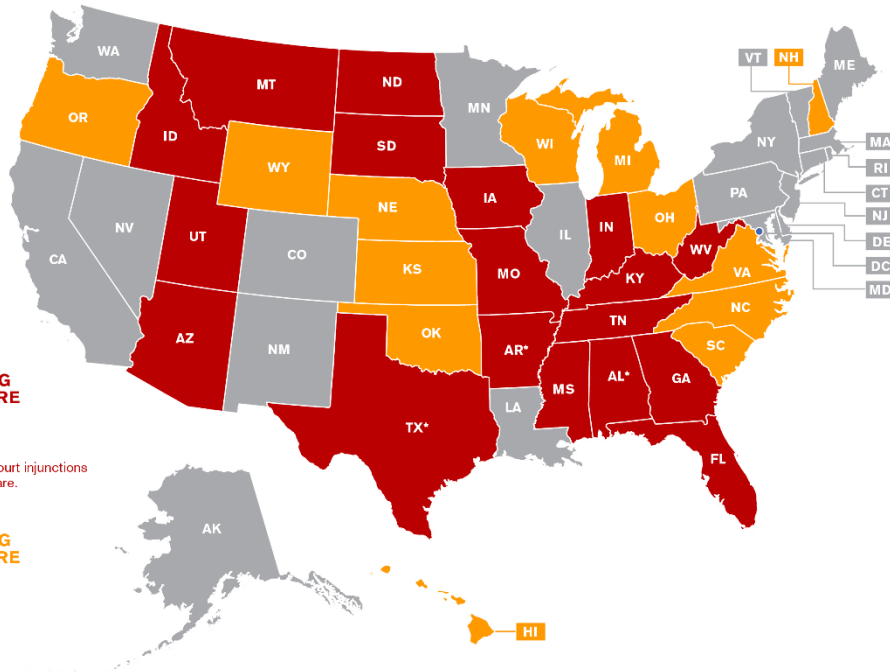 WA
VT NH
ME
MT
ND
MN
OR
ID
NY
MA
WI
SD
MI
WY
RI
PA
IA
CT
NE
NJ
OH
NV
UT
IL
IN
DE
CO
WV
CA
KS
MO
KY
VA
DC
MD
NC
TN
AZ
OK
SC
NM
AR*
G
RE
MS
AL*
GA
LA
TX*
FL
ourt injunctions
are.
AK
G
RE
HI